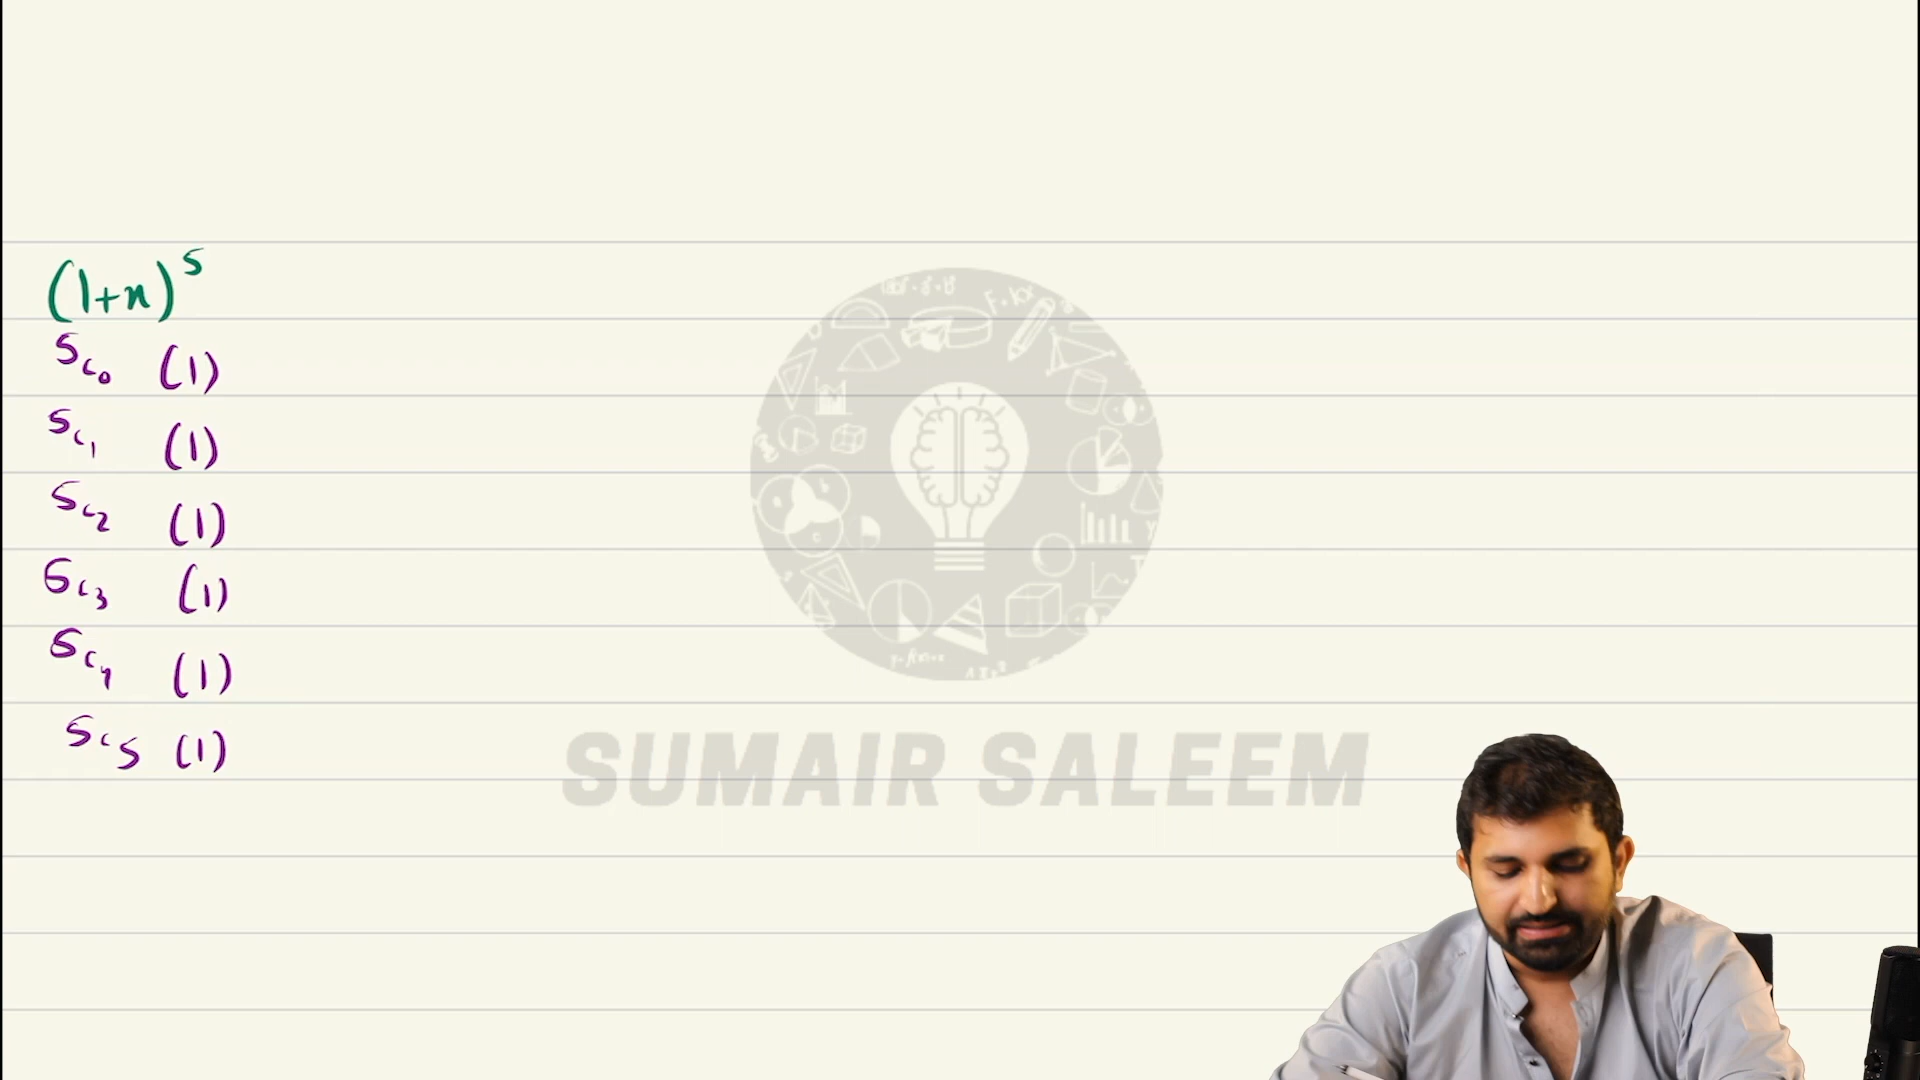 (1+x)⁵
⁵C₀ (1)
⁵C₁ (1)
⁵C₂ (1)
⁵C₃ (1)
⁵C₄ (1)
⁵C₅ (1)
SUMAIR SALEEM